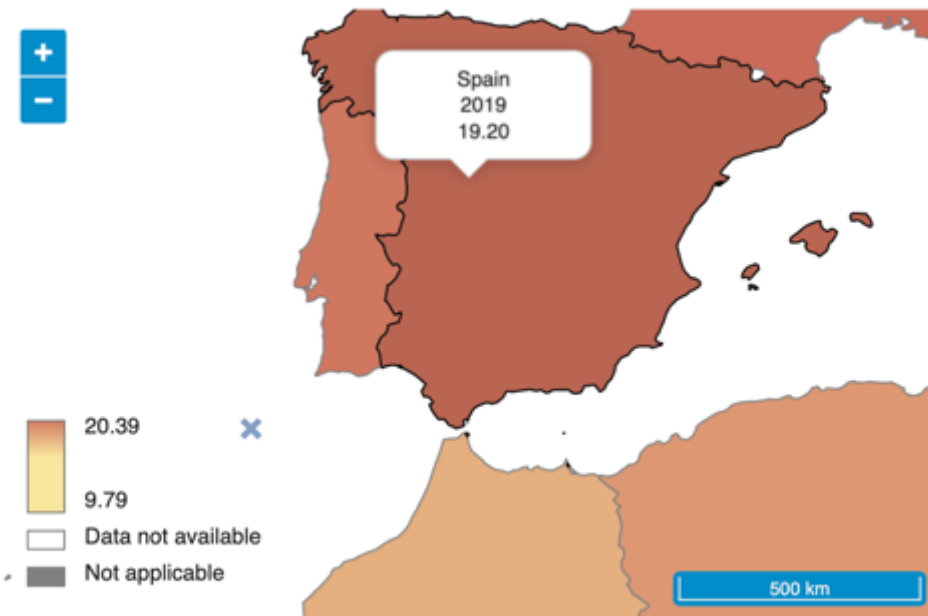 +
−
Spain
2019
19.20
20.39
9.79
Data not available
Not applicable
500 km